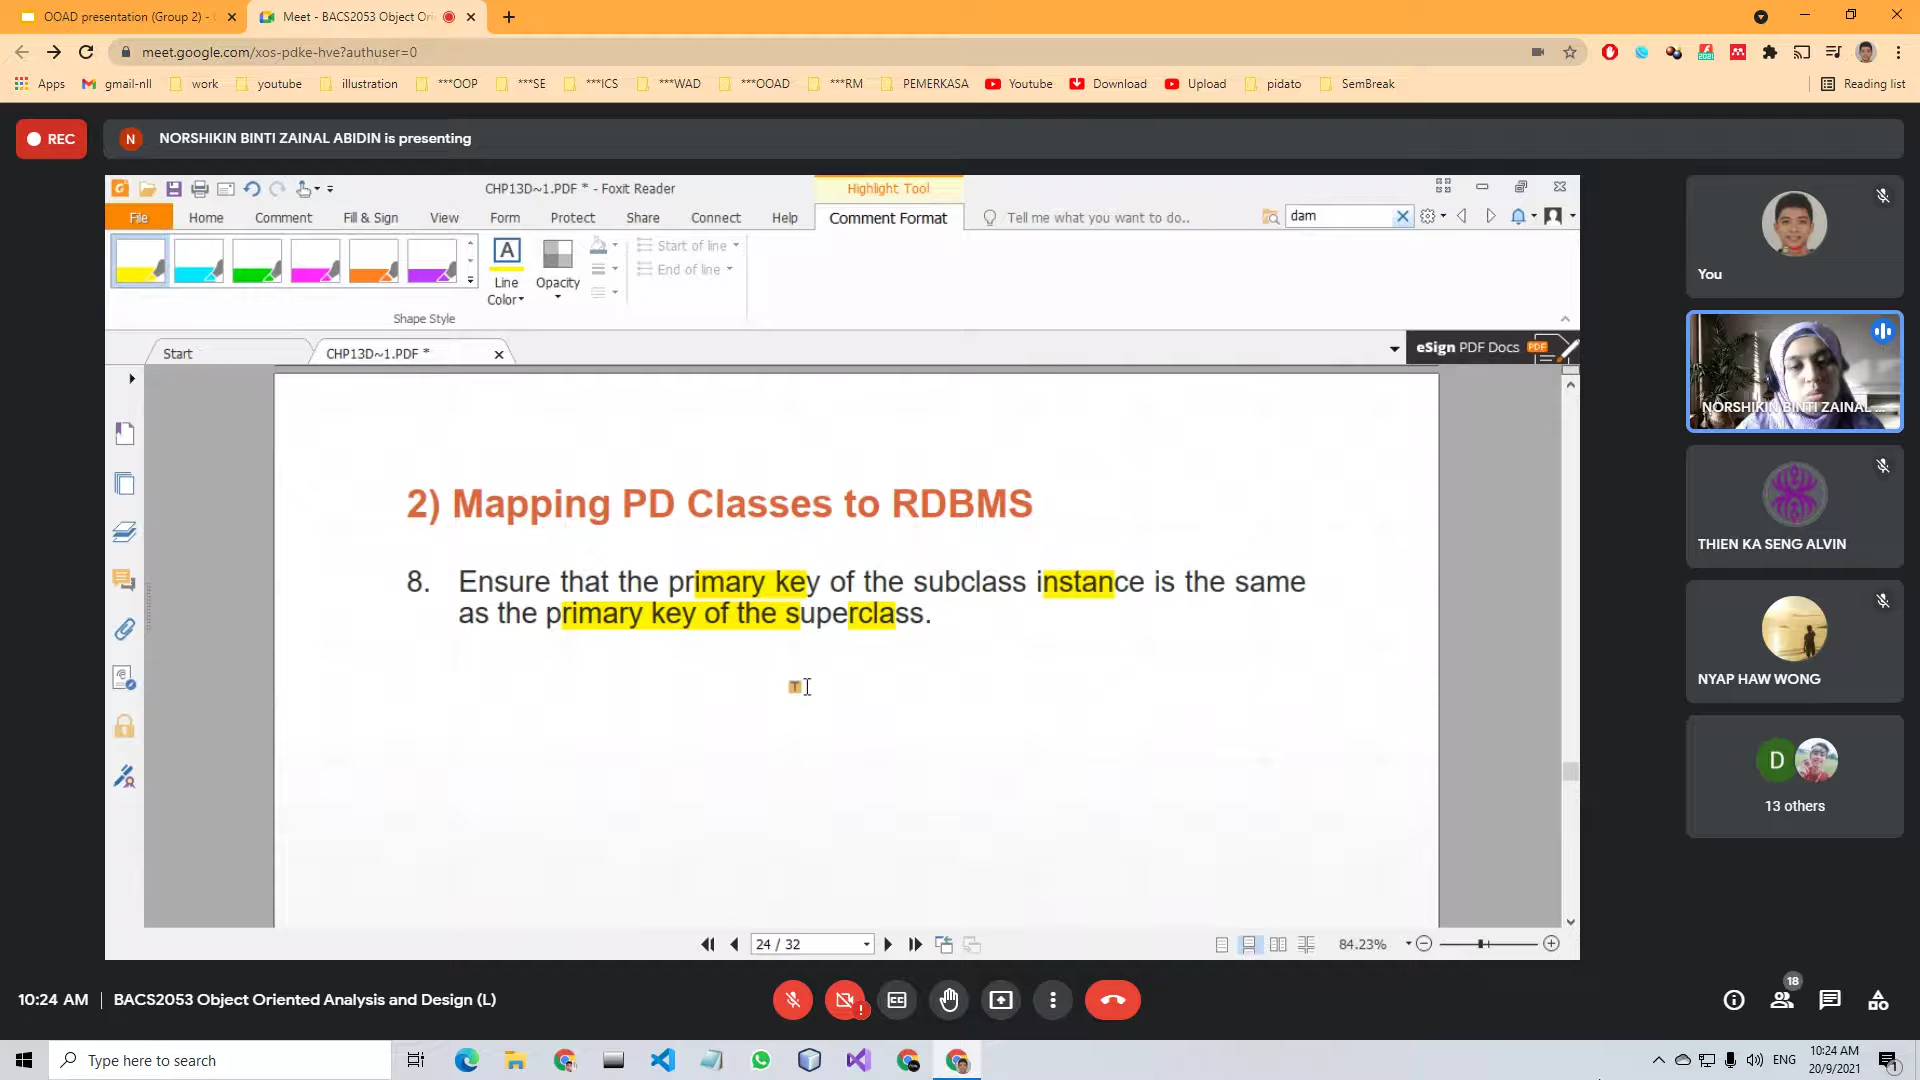 OOAD presentation (Group 2) -
Meet - BACS2053 Object Ori
meet.google.com/xos-pdke-hve?authuser=0
Apps
gmail-nll
work
youtube
illustration
***OOP
***SE
***ICS
***WAD
***OOAD
***RM
PEMERKASA
Youtube
Download
Upload
pidato
SemBreak
Reading list
REC
N
NORSHIKIN BINTI ZAINAL ABIDIN is presenting
CHP13D~1.PDF * - Foxit Reader
Highlight Tool
File
Home
Comment
Fill & Sign
View
Form
Protect
Share
Connect
Help
Comment Format
Tell me what you want to do..
dam
A
Line
Color
Opacity
Start of line
End of line
Shape Style
Start
CHP13D~1.PDF *
eSign PDF Docs
PDF
2) Mapping PD Classes to RDBMS
8. Ensure that the primary key of the subclass instance is the same
as the primary key of the superclass.
T
24 / 32
84.23%
You
NORSHIKIN BINTI ZAINAL ...
THIEN KA SENG ALVIN
NYAP HAW WONG
D
13 others
10:24 AM
BACS2053 Object Oriented Analysis and Design (L)
18
Type here to search
ENG
10:24 AM
20/9/2021
1